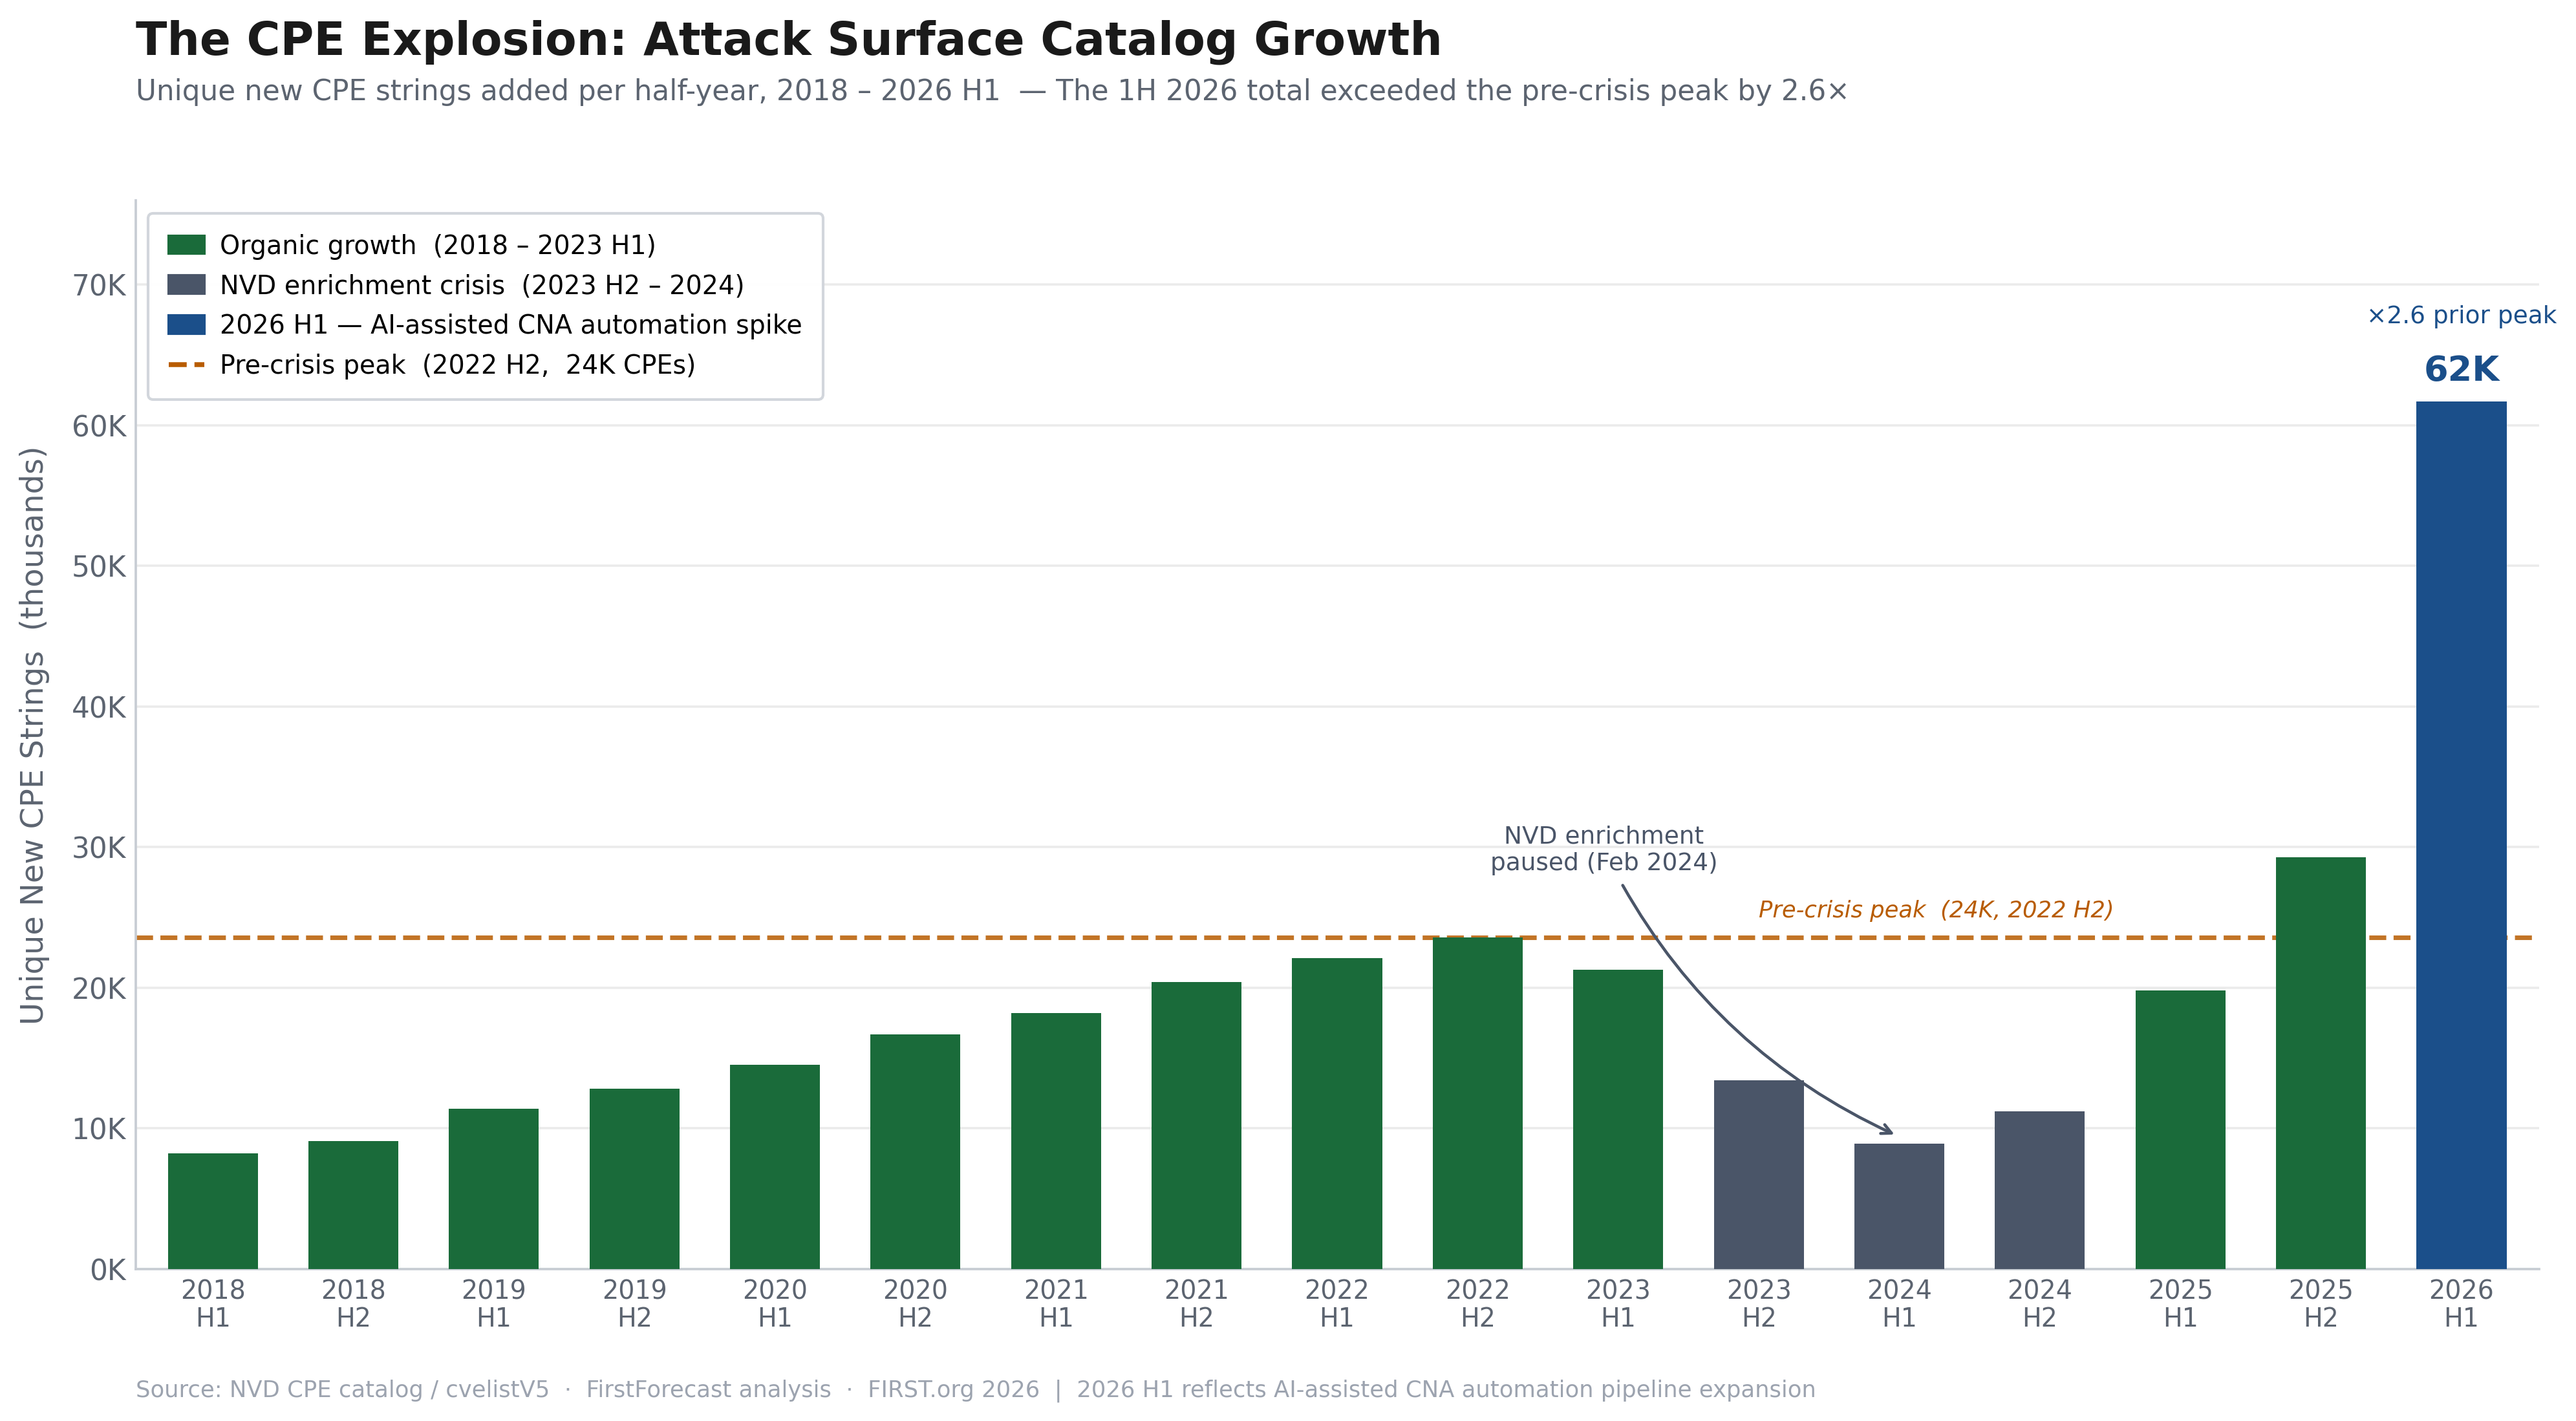 The CPE Explosion: Attack Surface Catalog Growth
Unique new CPE strings added per half-year, 2018 – 2026 H1 — The 1H 2026 total exceeded the pre-crisis peak by 2.6×
Organic growth (2018 – 2023 H1)
NVD enrichment crisis (2023 H2 – 2024)
2026 H1 — AI-assisted CNA automation spike
Pre-crisis peak (2022 H2, 24K CPEs)
Unique New CPE Strings (thousands)
70K
60K
50K
40K
30K
20K
10K
0K
×2.6 prior peak
62K
NVD enrichment
paused (Feb 2024)
Pre-crisis peak (24K, 2022 H2)
2018 2018 2019 2019 2020 2020 2021 2021 2022 2022 2023 2023 2024 2024 2025 2025 2026
H1 H2 H1 H2 H1 H2 H1 H2 H1 H2 H1 H2 H1 H2 H1 H2 H1
Source: NVD CPE catalog / cvelistV5 · FirstForecast analysis · FIRST.org 2026 | 2026 H1 reflects AI-assisted CNA automation pipeline expansion